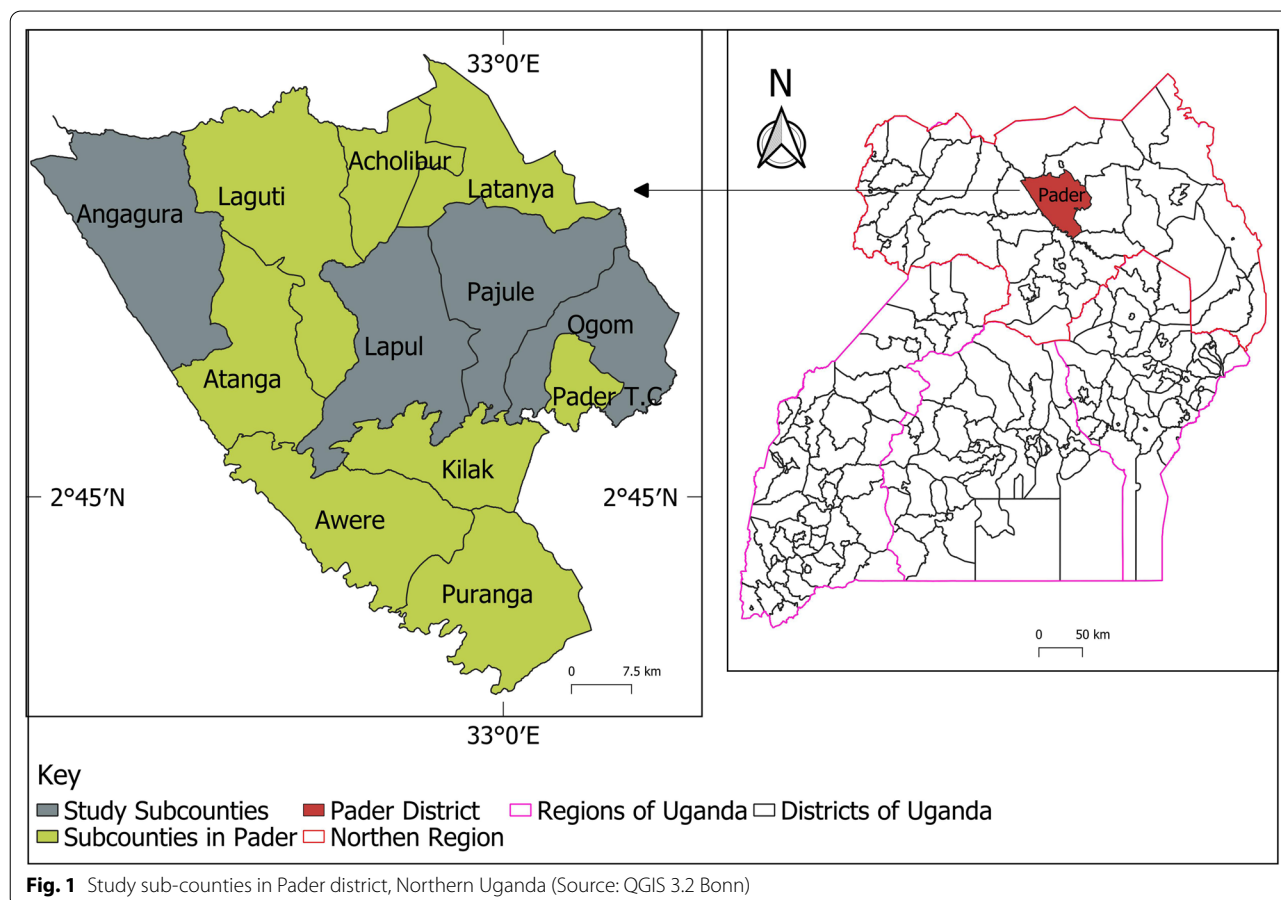 33°0′E
N
Acholibur
Latanya
Laguti
Angagura
Pader
Pajule
Ogom
Lapul
Atanga
Pader T.C
Kilak
2°45′N
2°45′N
Awere
Puranga
0 7.5 km
0 50 km
33°0′E
Key
Study Subcounties Pader District Regions of Uganda Districts of Uganda
Subcounties in Pader Northen Region
Fig. 1 Study sub-counties in Pader district, Northern Uganda (Source: QGIS 3.2 Bonn)